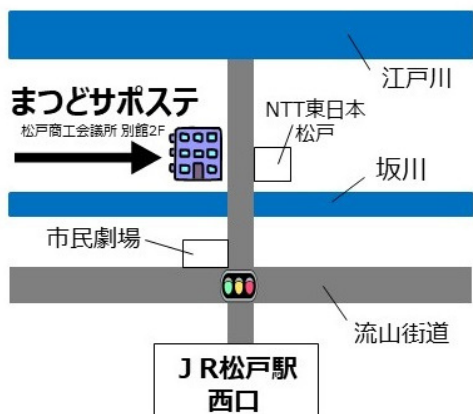 江戸川
まつどサポステ
松戸商工会議所 別館2F
NTT東日本
松戸
坂川
市民劇場
流山街道
ＪR松戸駅
西口